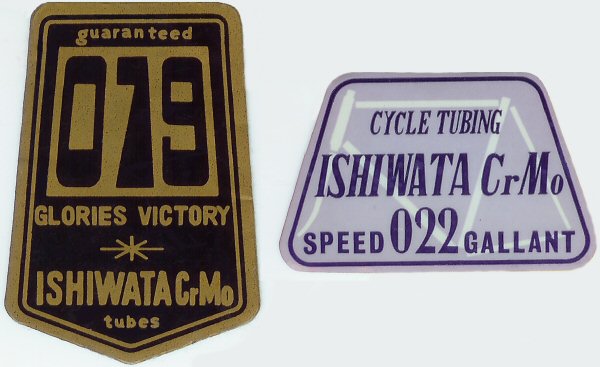 guaranteed
019
GLORIES VICTORY
ISHIWATA CrMo
tubes
CYCLE TUBING
ISHIWATA CrMo
SPEED 022 GALLANT